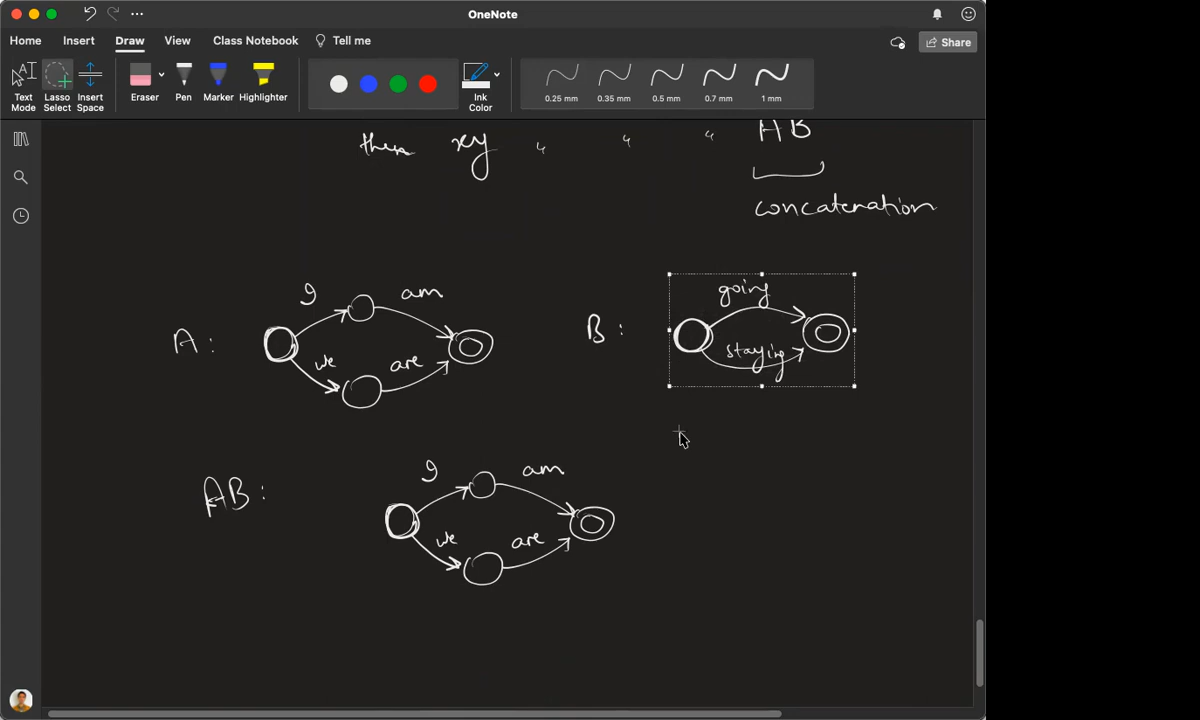 OneNote
Home Insert Draw View Class Notebook Tell me
Share
Text Mode
Lasso Select
Insert Space
Eraser
Pen
Marker
Highlighter
Ink Color
0.25 mm
0.35 mm
0.5 mm
0.7 mm
1 mm
then xy " " " AB
concatenation
A:
I am
we are
B:
going
staying
AB:
I am
we are